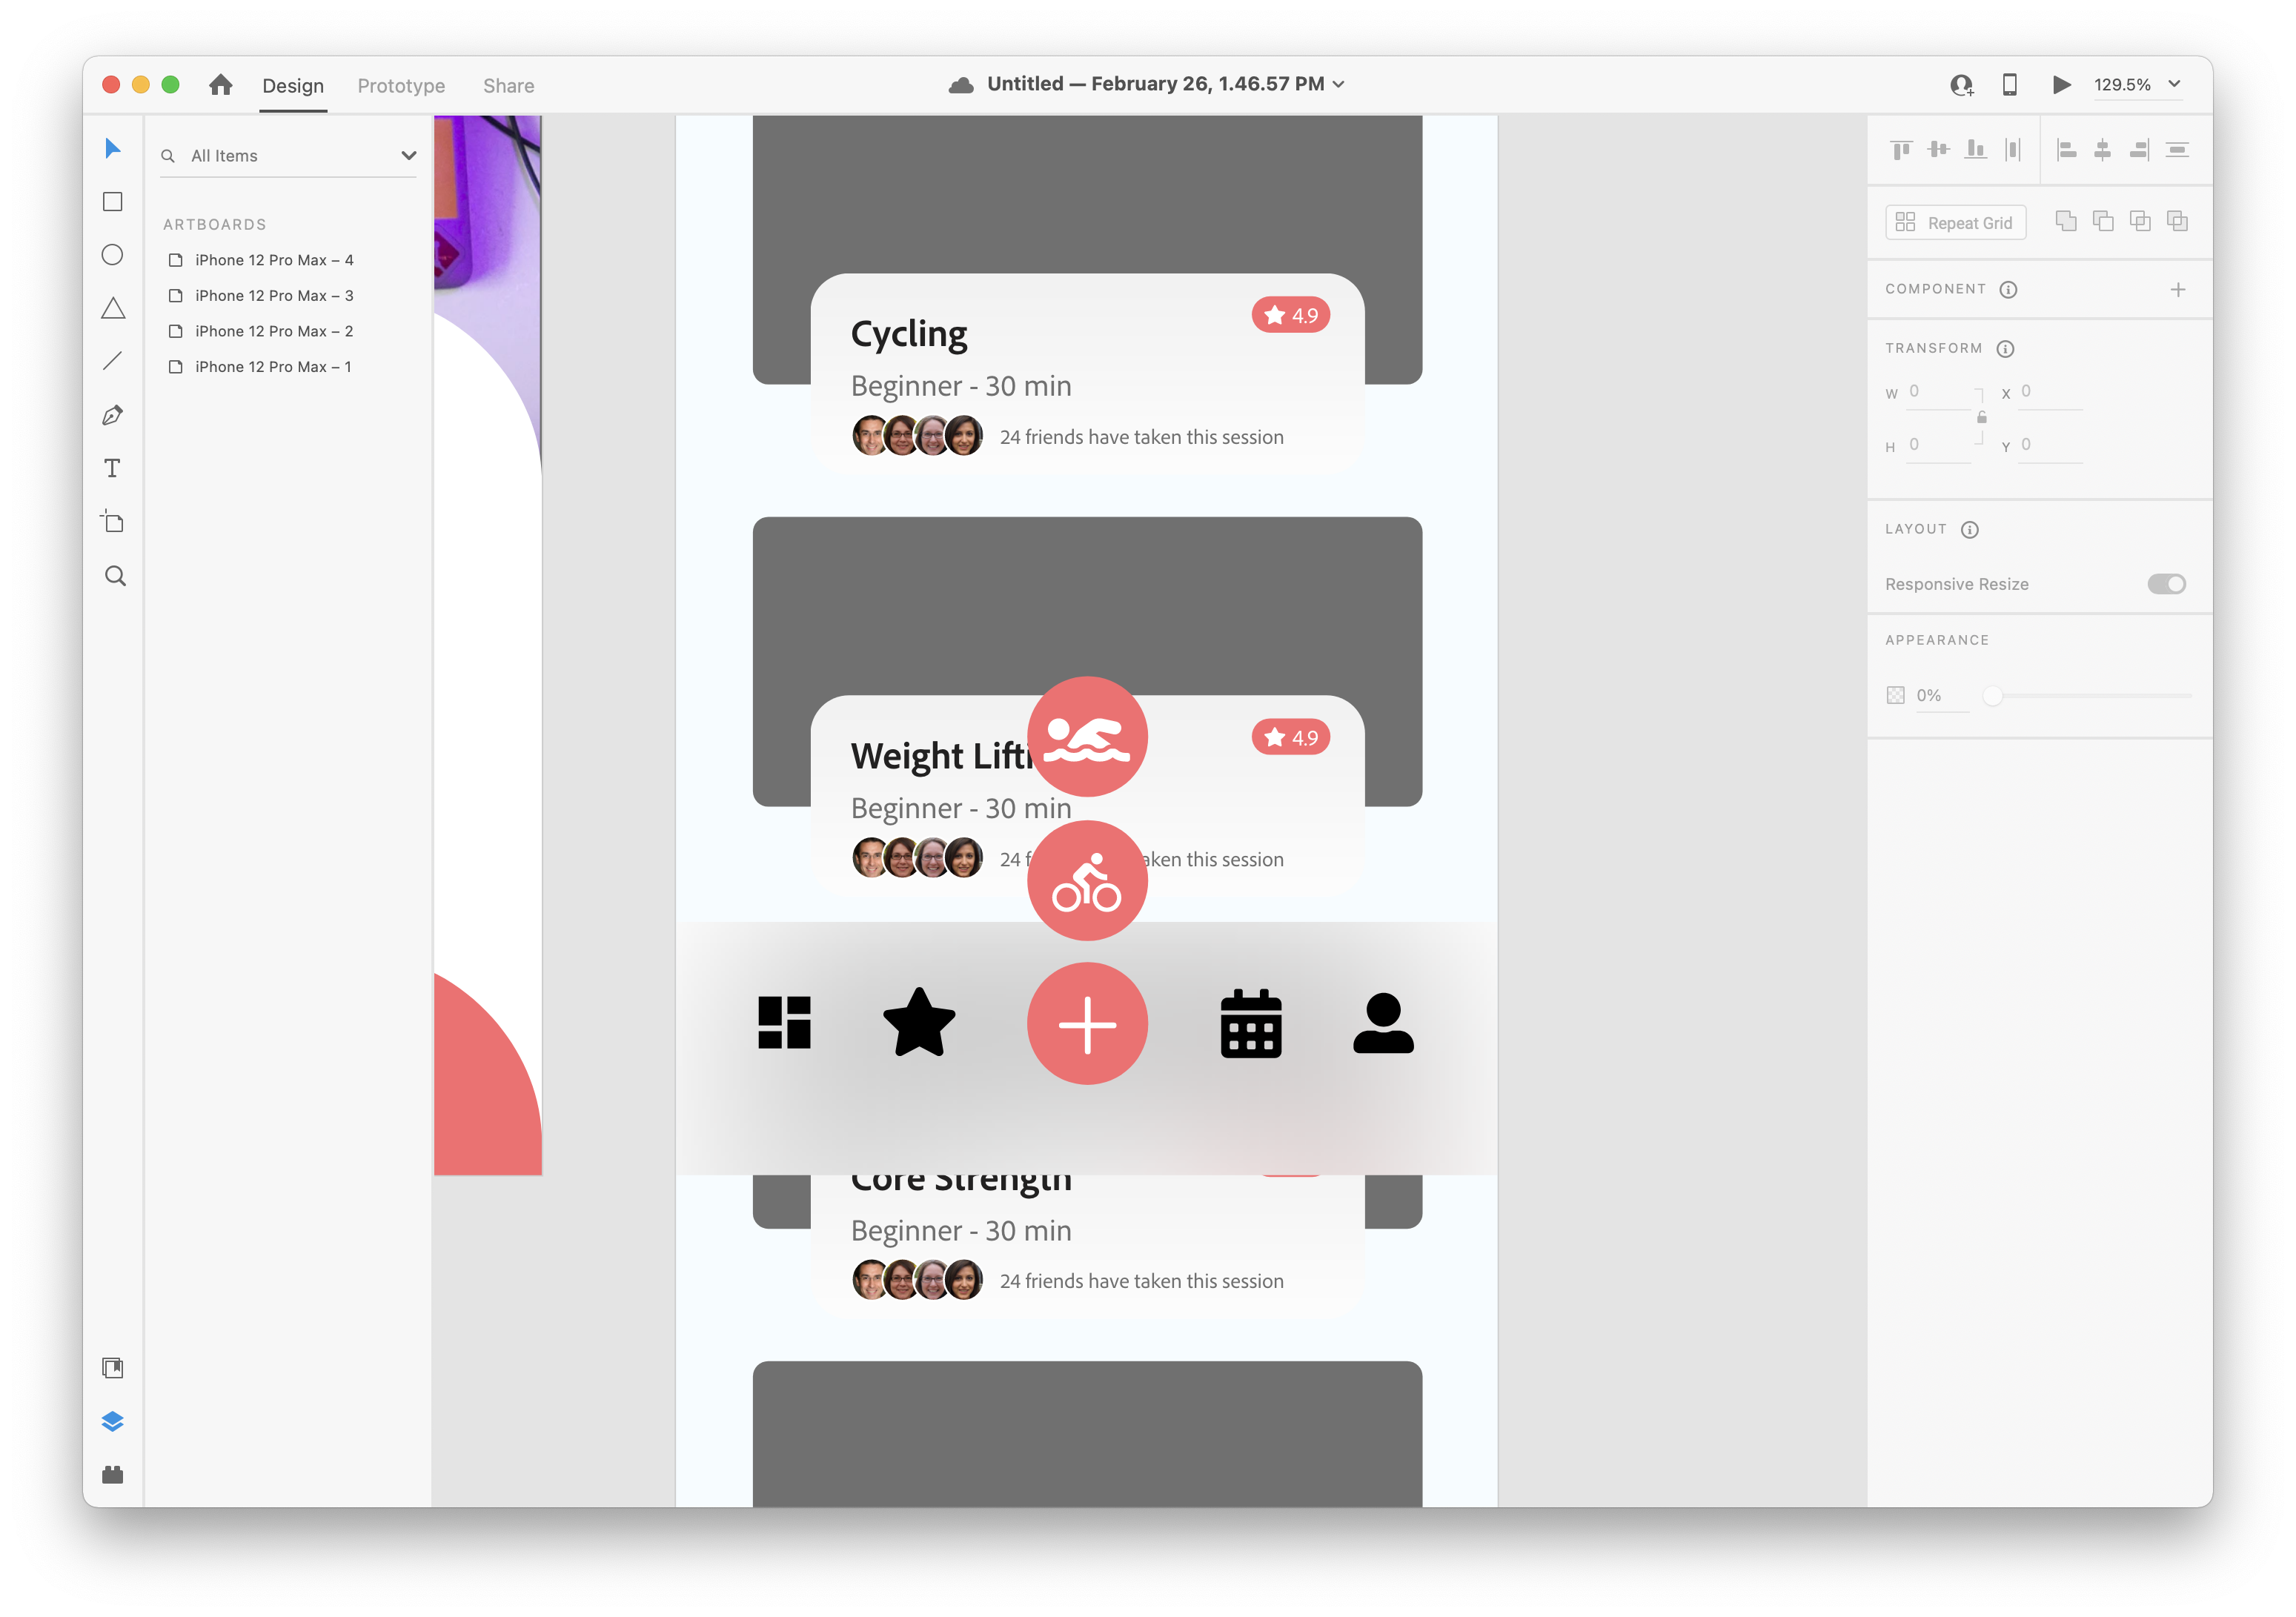 Design Prototype Share
Untitled — February 26, 1.46.57 PM
129.5%
All Items
ARTBOARDS
iPhone 12 Pro Max – 4
iPhone 12 Pro Max – 3
iPhone 12 Pro Max – 2
iPhone 12 Pro Max – 1
T
Cycling
4.9
Beginner - 30 min
24 friends have taken this session
Weight Lifti
4.9
Beginner - 30 min
24 f aken this session
Core Strength
Beginner - 30 min
24 friends have taken this session
Repeat Grid
COMPONENT
TRANSFORM
W 0 X 0
H 0 Y 0
LAYOUT
Responsive Resize
APPEARANCE
0%